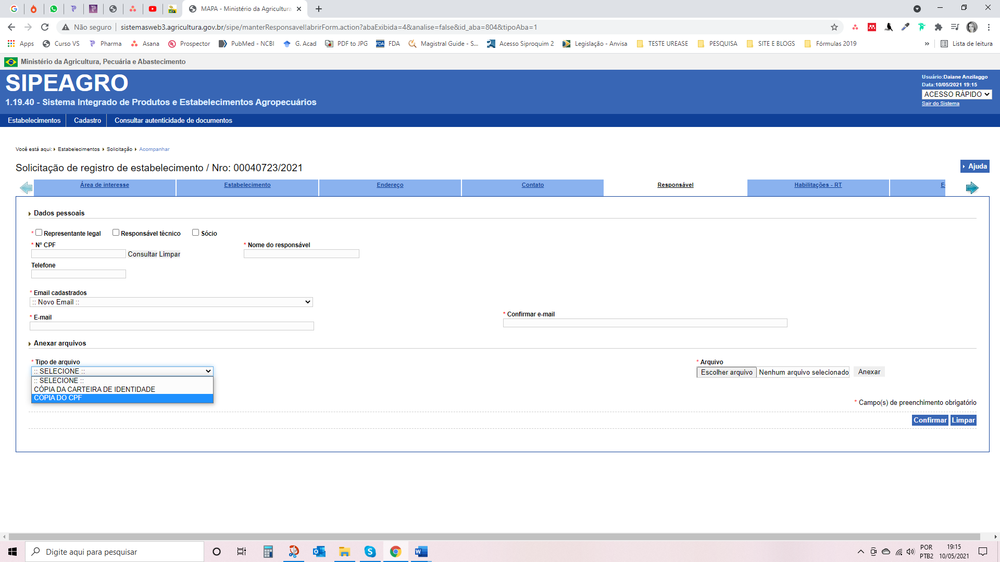 MAPA - Ministério da Agricultura
Não seguro
sistemasweb3.agricultura.gov.br/sipe/manterResponsavel!abrirForm.action?abaExibida=4&analise=false&id_aba=804&tipoAba=1
Apps Curso VS Pharma Asana Prospector PubMed - NCBI G. Acad PDF to JPG FDA FDA Magistral Guide - S... Acesso Siproquim 2 Legislação - Anvisa TESTE UREASE PESQUISA SITE E BLOGS Fórmulas 2019 » Lista de leitura
Ministério da Agricultura, Pecuária e Abastecimento
SIPEAGRO
1.19.40 - Sistema Integrado de Produtos e Estabelecimentos Agropecuários
Usuário:Daiane Anzilaggo
Data:10/05/2021 19:15
ACESSO RÁPIDO
Sair do Sistema
Estabelecimentos Cadastro Consultar autenticidade de documentos
Você está aqui: Estabelecimentos Solicitação Acompanhar
Solicitação de registro de estabelecimento / Nro: 00040723/2021
Ajuda
Área de interesse Estabelecimento Endereço Contato Responsável Habilitações - RT
Dados pessoais
* Representante legal Responsável técnico Sócio
* N° CPF * Nome do responsável
Consultar Limpar
Telefone
* Email cadastrados
:: Novo Email ::
* E-mail * Confirmar e-mail
Anexar arquivos
* Tipo de arquivo * Arquivo
:: SELECIONE :: Escolher arquivo Nenhum arquivo selecionado Anexar
:: SELECIONE ::
CÓPIA DA CARTEIRA DE IDENTIDADE
CÓPIA DO CPF
* Campo(s) de preenchimento obrigatório
Confirmar Limpar
Digite aqui para pesquisar
POR
PTB2
19:15
10/05/2021